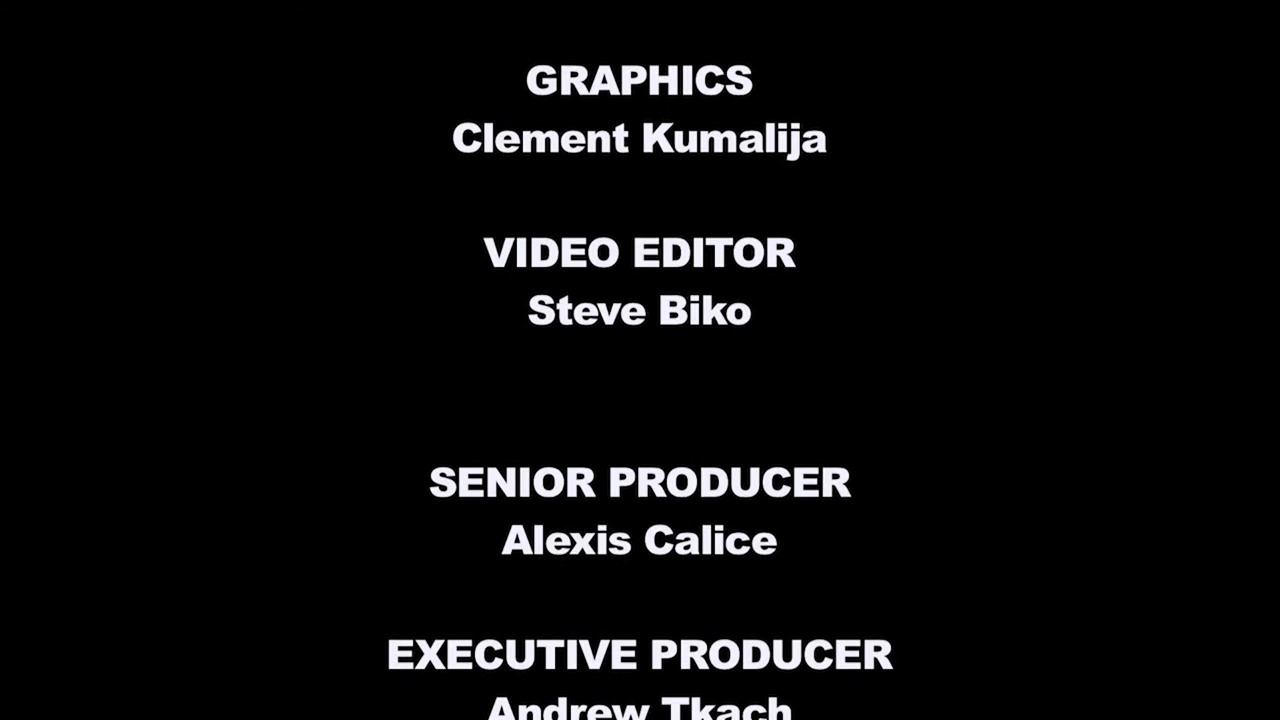 GRAPHICS
Clement Kumalija
VIDEO EDITOR
Steve Biko
SENIOR PRODUCER
Alexis Calice
EXECUTIVE PRODUCER
Andrew Tkach